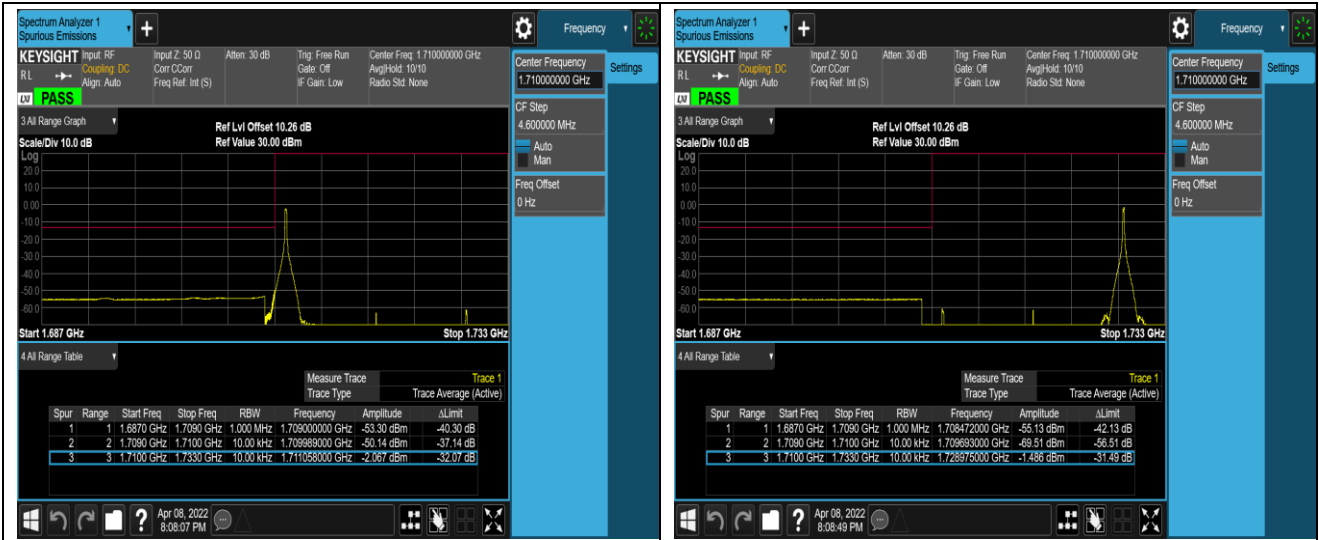 Spectrum Analyzer 1
Spurious Emissions
+
Frequency
KEYSIGHT Input: RF Input Z: 50 Ω Atten: 30 dB Trig: Free Run Center Freq: 1.710000000 GHz
Coupling: DC Corr CCorr Gate: Off Avg|Hold: 10/10
R L Align: Auto Freq Ref: Int (S) IF Gain: Low Radio Std: None
LXI PASS
Center Frequency
1.710000000 GHz
Settings
CF Step
4.600000 MHz
Auto
Man
Freq Offset
0 Hz
3 All Range Graph
Ref Lvl Offset 10.26 dB
Scale/Div 10.0 dB Ref Value 30.00 dBm
Log
20.0
10.0
0.00
-10.0
-20.0
-30.0
-40.0
-50.0
-60.0
Start 1.687 GHz Stop 1.733 GHz
4 All Range Table
Measure Trace Trace 1
Trace Type Trace Average (Active)
Spur Range Start Freq Stop Freq RBW Frequency Amplitude ΔLimit
1 1 1.6870 GHz 1.7090 GHz 1.000 MHz 1.709000000 GHz -53.30 dBm -40.30 dB
2 2 1.7090 GHz 1.7100 GHz 10.00 kHz 1.709989000 GHz -50.14 dBm -37.14 dB
3 3 1.7100 GHz 1.7330 GHz 10.00 kHz 1.711058000 GHz -2.067 dBm -32.07 dB
? Apr 08, 2022
8:08:07 PM
Spectrum Analyzer 1
Spurious Emissions
+
Frequency
KEYSIGHT Input: RF Input Z: 50 Ω Atten: 30 dB Trig: Free Run Center Freq: 1.710000000 GHz
Coupling: DC Corr CCorr Gate: Off Avg|Hold: 10/10
R L Align: Auto Freq Ref: Int (S) IF Gain: Low Radio Std: None
LXI PASS
Center Frequency
1.710000000 GHz
Settings
CF Step
4.600000 MHz
Auto
Man
Freq Offset
0 Hz
3 All Range Graph
Ref Lvl Offset 10.26 dB
Scale/Div 10.0 dB Ref Value 30.00 dBm
Log
20.0
10.0
0.00
-10.0
-20.0
-30.0
-40.0
-50.0
-60.0
Start 1.687 GHz Stop 1.733 GHz
4 All Range Table
Measure Trace Trace 1
Trace Type Trace Average (Active)
Spur Range Start Freq Stop Freq RBW Frequency Amplitude ΔLimit
1 1 1.6870 GHz 1.7090 GHz 1.000 MHz 1.708472000 GHz -55.13 dBm -42.13 dB
2 2 1.7090 GHz 1.7100 GHz 10.00 kHz 1.709693000 GHz -69.51 dBm -56.51 dB
3 3 1.7100 GHz 1.7330 GHz 10.00 kHz 1.728975000 GHz -1.486 dBm -31.49 dB
? Apr 08, 2022
8:08:49 PM